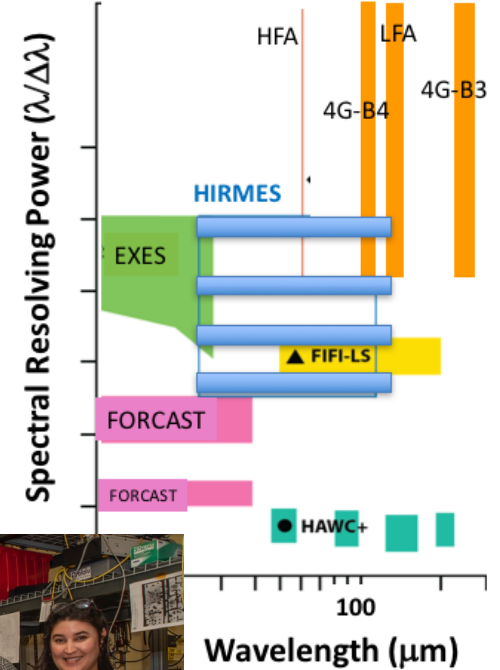 HFA
LFA
4G-B3
4G-B4
HIRMES
EXES
FIFI-LS
FORCAST
FORCAST
HAWC+
100
Wavelength (μm)
Spectral Resolving Power (λ/Δλ)